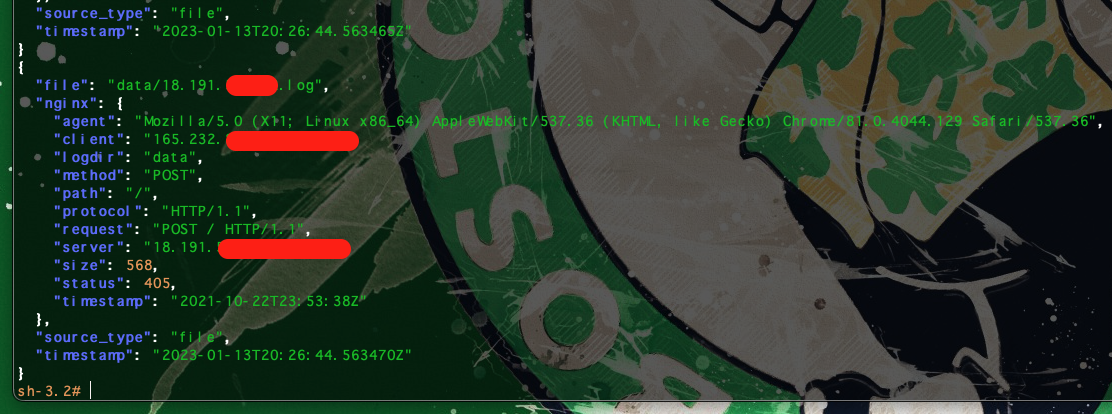 "source_type": "file",
"timestamp": "2023-01-13T20:26:44.563465Z"
}
{
"file": "data/18.191. .log",
"nginx": {
"agent": "Mozilla/5.0 (X11; Linux x86_64) AppleWebKit/537.36 (KHTML, like Gecko) Chrome/81.0.4044.129 Safari/537.36",
"client": "165.232.
"logdir": "data",
"method": "POST",
"path": "/",
"protocol": "HTTP/1.1",
"request": "POST / HTTP/1.1",
"server": "18.191.
"size": 568,
"status": 405,
"timestamp": "2021-10-22T23:53:38Z"
},
"source_type": "file",
"timestamp": "2023-01-13T20:26:44.563470Z"
}
sh-3.2#